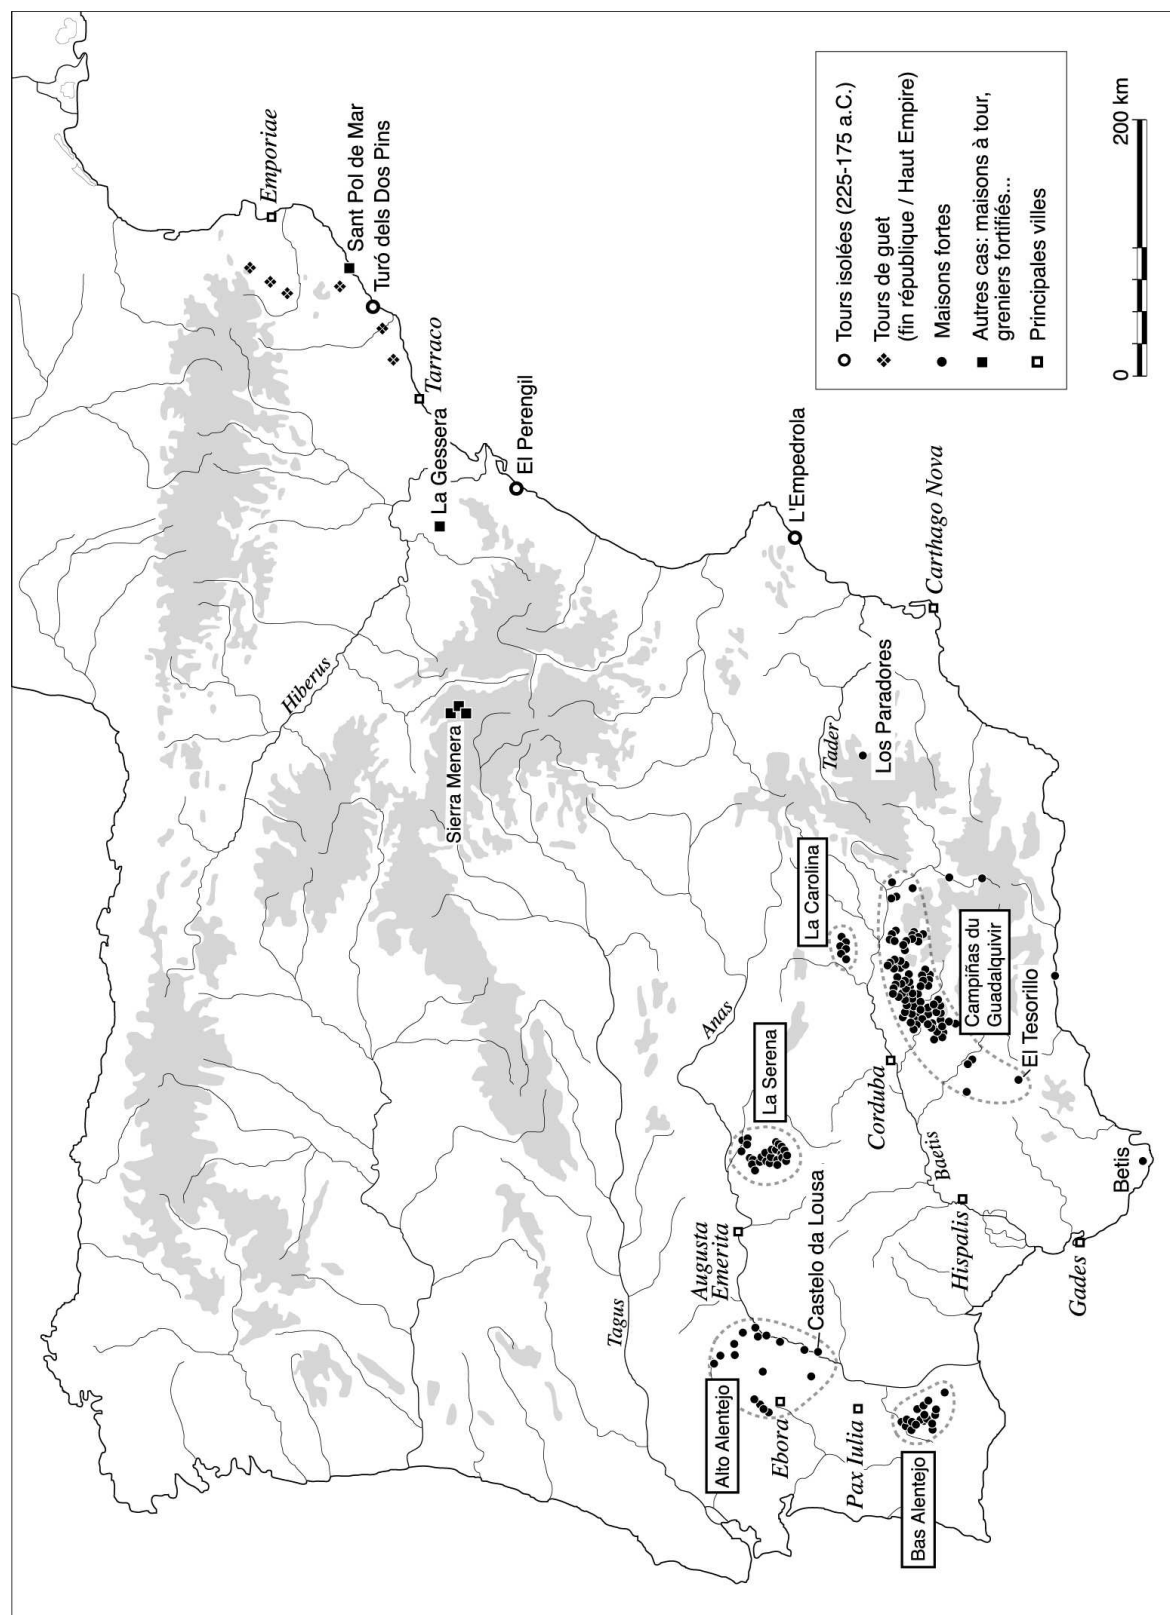 Emporiae
Sant Pol de Mar
Turó dels Dos Pins
Tarraco
La Gessera
El Perengil
Hiberus
Sierra Menera
L'Empedrola
Carthago Nova
Tader
Los Paradores
La Carolina
Campiñas du
Guadalquivir
El Tesorillo
Anas
La Serena
Corduba
Baetis
Betis
Augusta
Emerita
Castelo da Lousa
Hispalis
Gades
Tagus
Alto Alentejo
Ebora
Pax Iulia
Bas Alentejo
Tours isolées (225-175 a.C.)
Tours de guet
(fin république / Haut Empire)
Maisons fortes
Autres cas: maisons à tour,
greniers fortifiés...
Principales villes
0 200 km